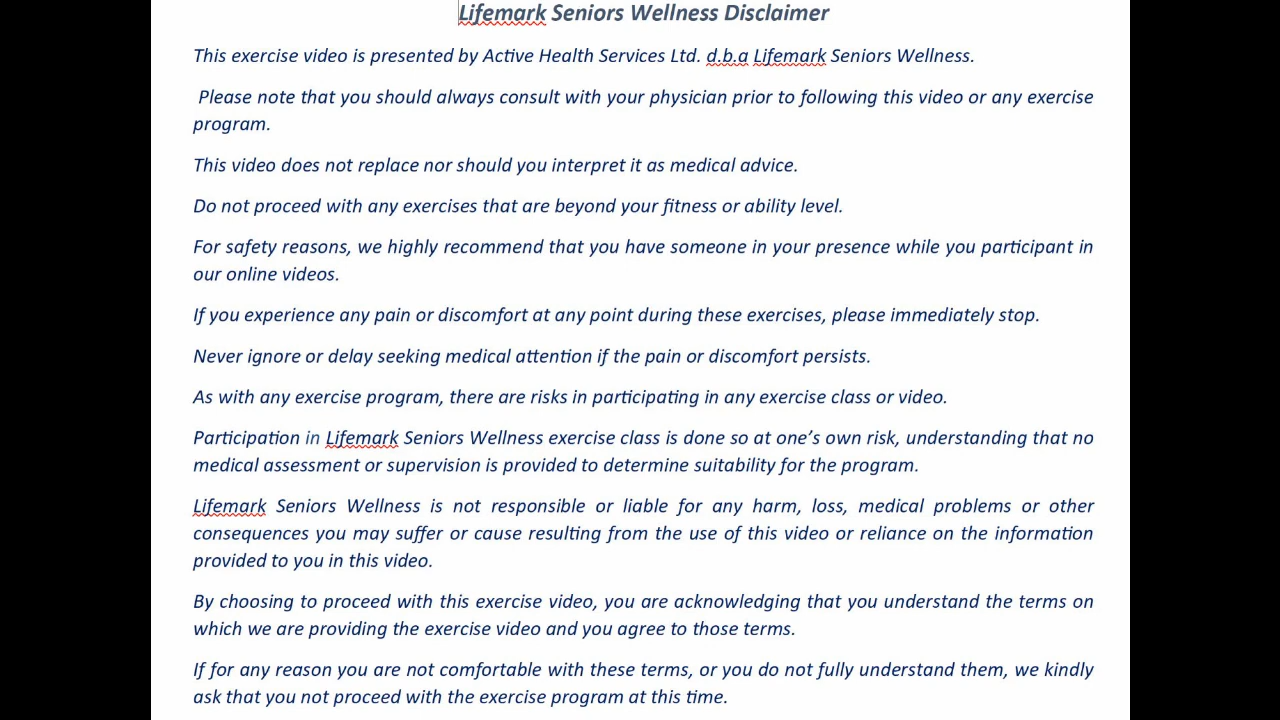 Lifemark Seniors Wellness Disclaimer
This exercise video is presented by Active Health Services Ltd. d.b.a Lifemark Seniors Wellness.
Please note that you should always consult with your physician prior to following this video or any exercise
program.
This video does not replace nor should you interpret it as medical advice.
Do not proceed with any exercises that are beyond your fitness or ability level.
For safety reasons, we highly recommend that you have someone in your presence while you participant in
our online videos.
If you experience any pain or discomfort at any point during these exercises, please immediately stop.
Never ignore or delay seeking medical attention if the pain or discomfort persists.
As with any exercise program, there are risks in participating in any exercise class or video.
Participation in Lifemark Seniors Wellness exercise class is done so at one’s own risk, understanding that no
medical assessment or supervision is provided to determine suitability for the program.
Lifemark Seniors Wellness is not responsible or liable for any harm, loss, medical problems or other
consequences you may suffer or cause resulting from the use of this video or reliance on the information
provided to you in this video.
By choosing to proceed with this exercise video, you are acknowledging that you understand the terms on
which we are providing the exercise video and you agree to those terms.
If for any reason you are not comfortable with these terms, or you do not fully understand them, we kindly
ask that you not proceed with the exercise program at this time.